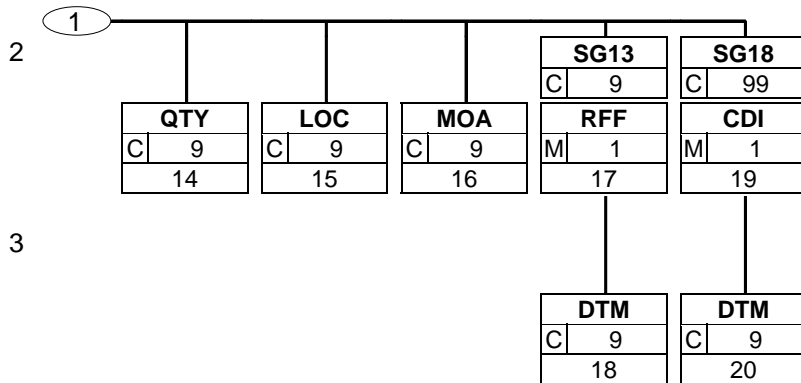 1
2
SG13 SG18
C 9 C 99
QTY LOC MOA RFF CDI
C 9 C 9 C 9 M 1 M 1
14 15 16 17 19
3
DTM DTM
C 9 C 9
18 20